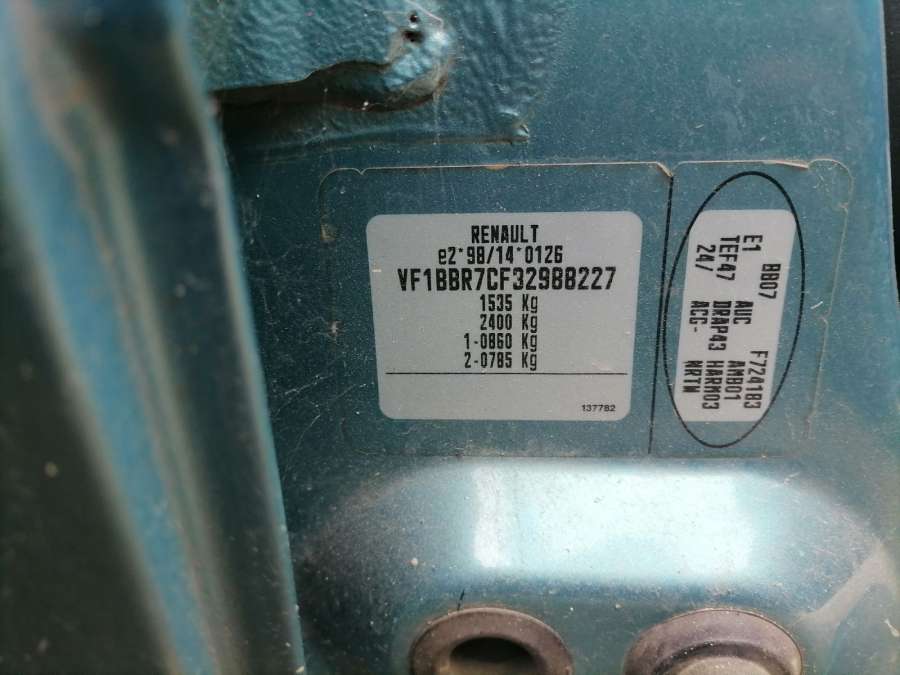 RENAULT
e2*98/14*0126
VF1BBR7CF32988227
1535 Kg
2400 Kg
1-0860 Kg
2-0785 Kg
137782
E1 BB07 F724183
TEF47 AUC AMB01
24/ DRAP43 HARM03
ACG- NRTW